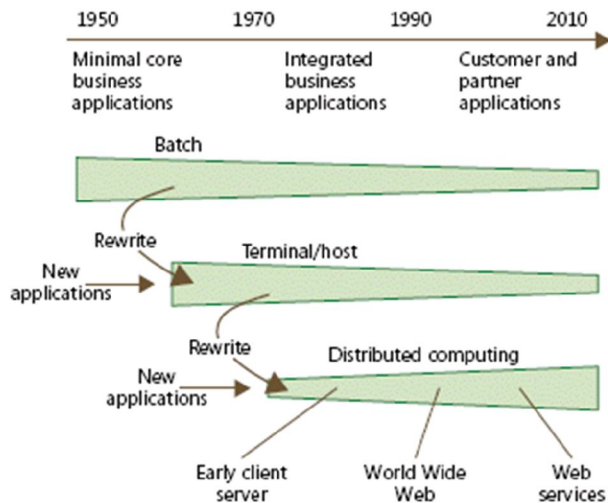 1950 1970 1990 2010
Minimal core
business
applications
Integrated
business
applications
Customer and
partner
applications
Batch
Rewrite
Terminal/host
New
applications
Rewrite
Distributed computing
New
applications
Early client
server
World Wide
Web
Web
services